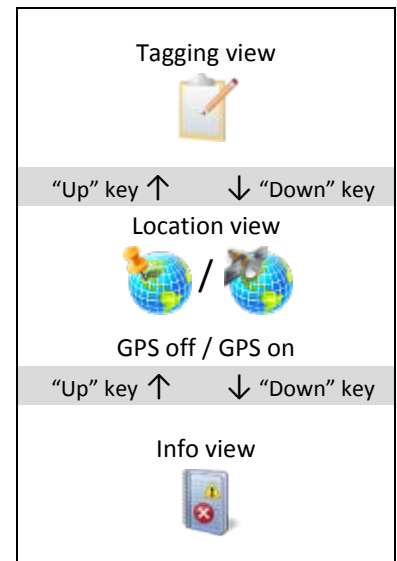 Tagging view
“Up” key ↑ ↓ “Down” key
Location view
/
GPS off / GPS on
“Up” key ↑ ↓ “Down” key
Info view